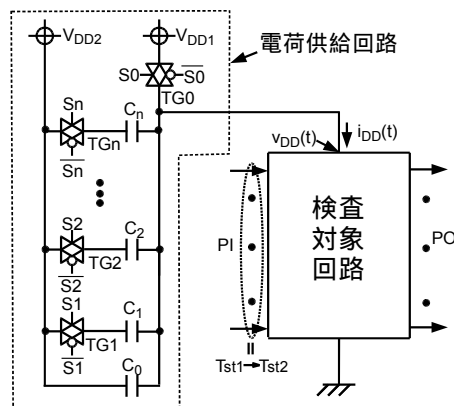 VDD2
VDD1
電荷供給回路
S0
S0
TG0
Sn
Cn
Sn
TGn
vDD(t)
iDD(t)
S2
C2
TG2
S2
S1
C1
TG1
S1
C0
PI
検査
対象
回路
PO
=
Tst1→Tst2